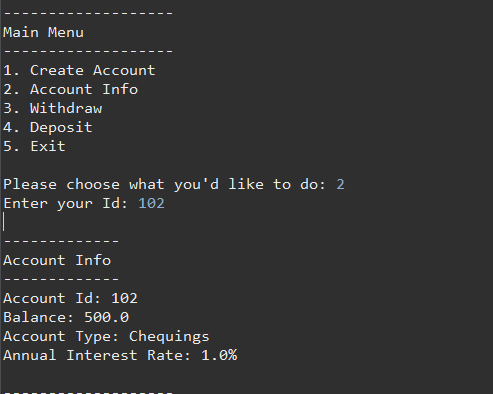 -------------------
Main Menu
-------------------
1. Create Account
2. Account Info
3. Withdraw
4. Deposit
5. Exit
Please choose what you'd like to do: 2
Enter your Id: 102
-------------
Account Info
-------------
Account Id: 102
Balance: 500.0
Account Type: Chequings
Annual Interest Rate: 1.0%
-------------------